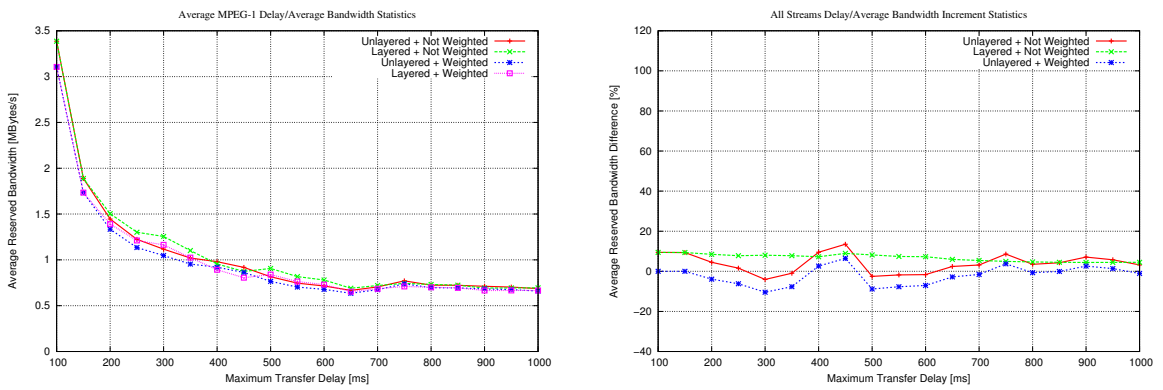 Average MPEG-1 Delay/Average Bandwidth Statistics
Average Reserved Bandwidth [MBytes/s]
3.5
3
2.5
2
1.5
1
0.5
0
Unlayered + Not Weighted
Layered + Not Weighted
Unlayered + Weighted
Layered + Weighted
100 200 300 400 500 600 700 800 900 1000
Maximum Transfer Delay [ms]
All Streams Delay/Average Bandwidth Increment Statistics
Average Reserved Bandwidth Difference [%]
120
100
80
60
40
20
0
−20
−40
Unlayered + Not Weighted
Layered + Not Weighted
Unlayered + Weighted
100 200 300 400 500 600 700 800 900 1000
Maximum Transfer Delay [ms]